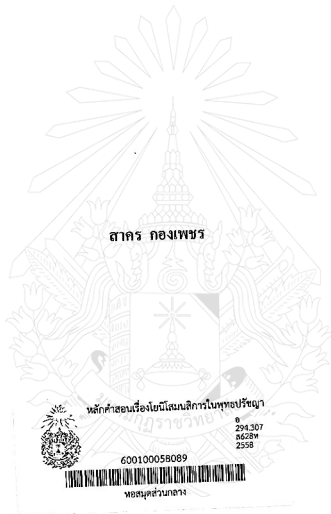 สาคร กองเพชร
หลักคำสอนเรื่องโยนิโสมนสิการในพุทธปรัชญา
อ
294.307
ส628ห
2558
600100058089
หอสมุดส่วนกลาง